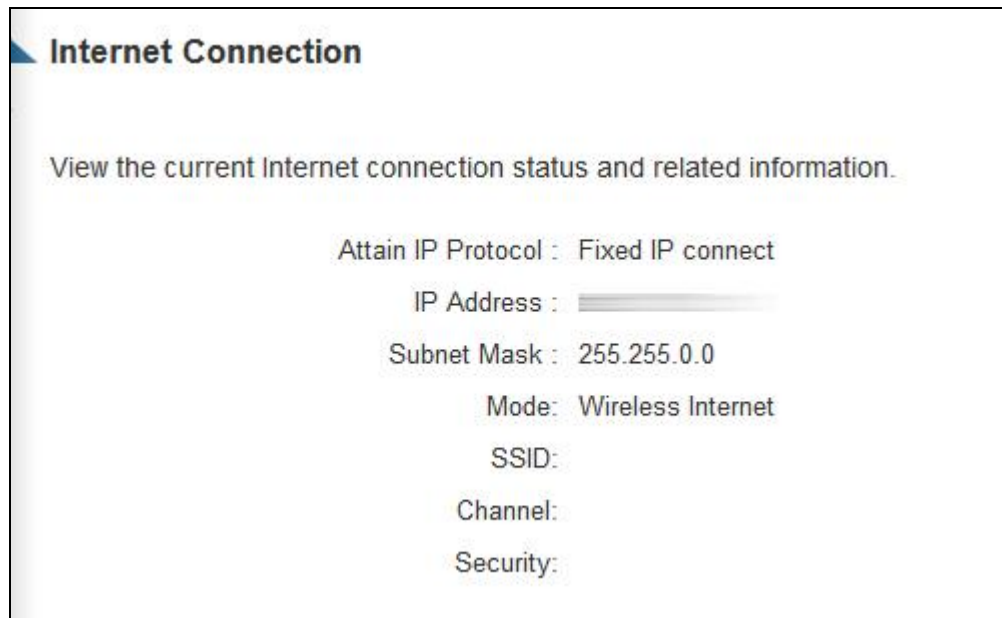 Internet Connection
View the current Internet connection status and related information.
Attain IP Protocol : Fixed IP connect
IP Address :
Subnet Mask : 255.255.0.0
Mode: Wireless Internet
SSID:
Channel:
Security: